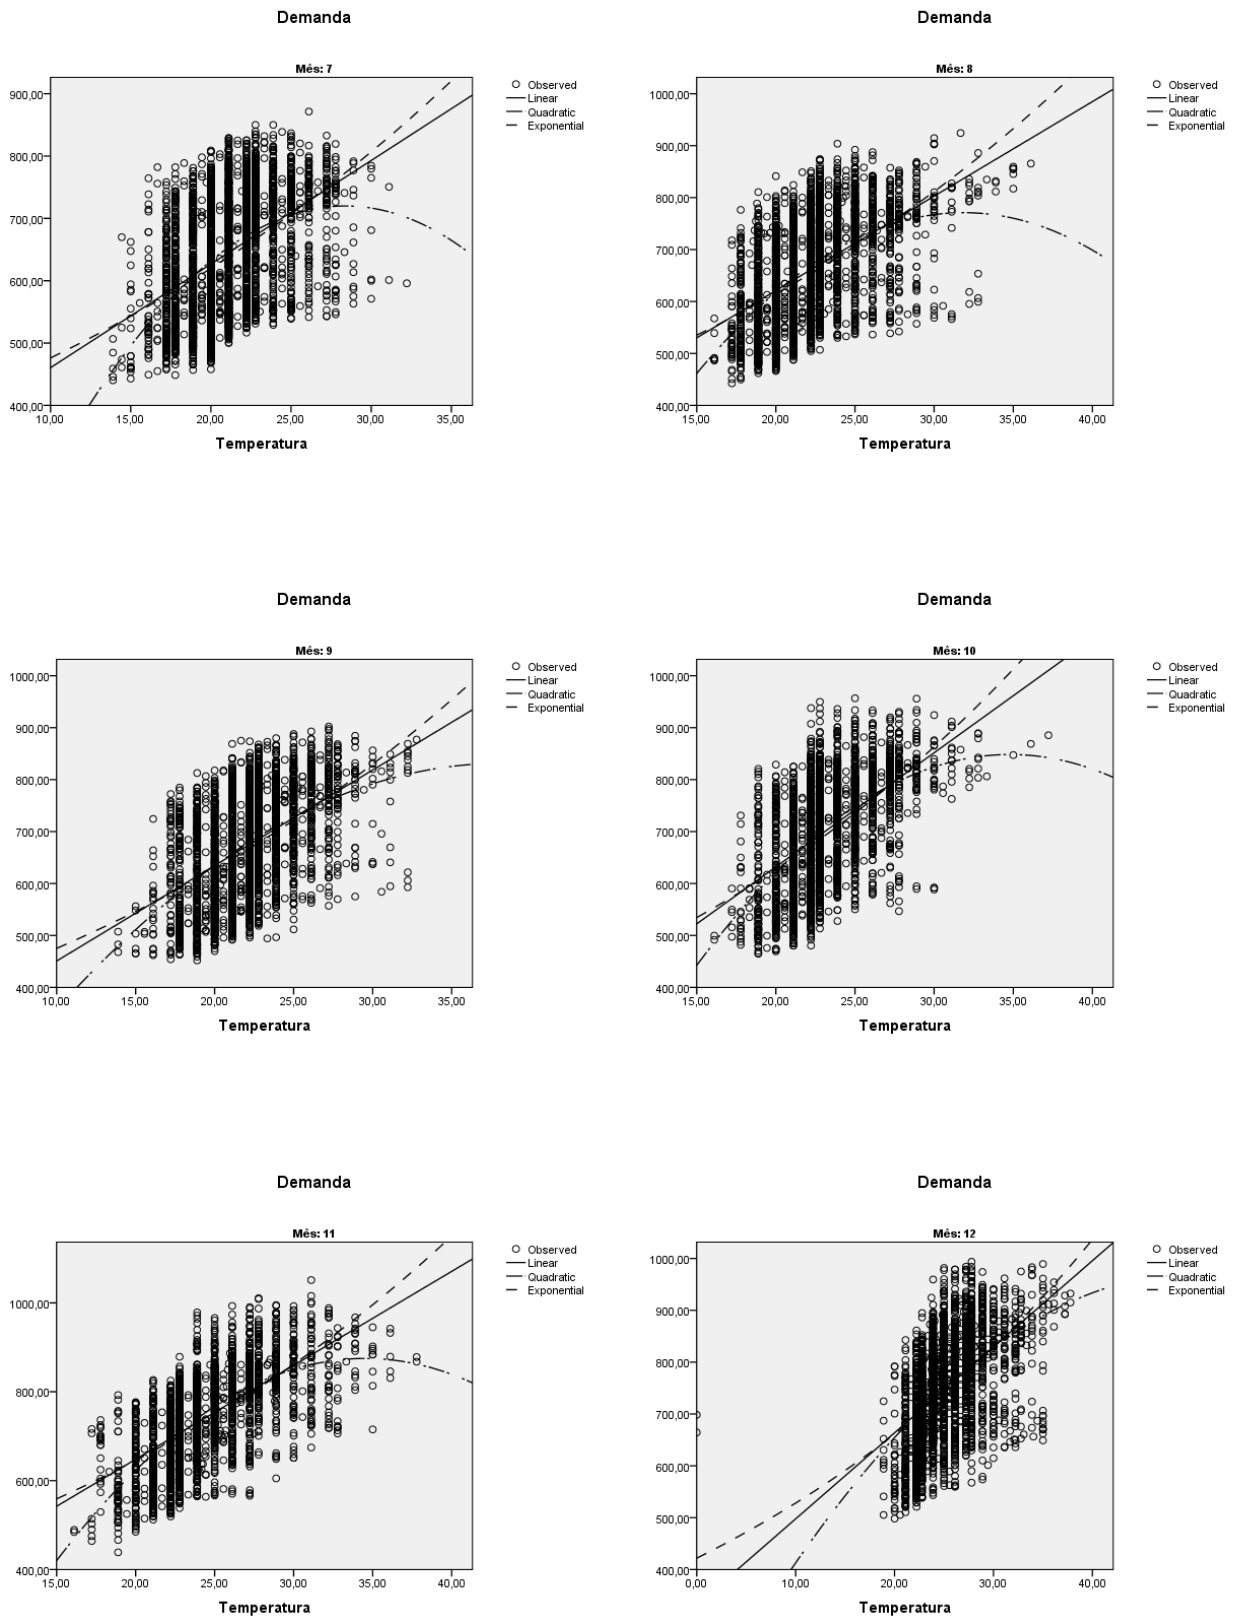 Demanda
Mês: 7
Observed
Linear
Quadratic
Exponential
900,00
800,00
700,00
600,00
500,00
400,00
10,00 15,00 20,00 25,00 30,00 35,00
Temperatura
Demanda
Mês: 8
Observed
Linear
Quadratic
Exponential
1000,00
900,00
800,00
700,00
600,00
500,00
400,00
15,00 20,00 25,00 30,00 35,00 40,00
Temperatura
Demanda
Mês: 9
Observed
Linear
Quadratic
Exponential
1000,00
900,00
800,00
700,00
600,00
500,00
400,00
10,00 15,00 20,00 25,00 30,00 35,00
Temperatura
Demanda
Mês: 10
Observed
Linear
Quadratic
Exponential
1000,00
900,00
800,00
700,00
600,00
500,00
400,00
15,00 20,00 25,00 30,00 35,00 40,00
Temperatura
Demanda
Mês: 11
Observed
Linear
Quadratic
Exponential
1000,00
800,00
600,00
400,00
15,00 20,00 25,00 30,00 35,00 40,00
Temperatura
Demanda
Mês: 12
Observed
Linear
Quadratic
Exponential
1000,00
900,00
800,00
700,00
600,00
500,00
400,00
0,00 10,00 20,00 30,00 40,00
Temperatura